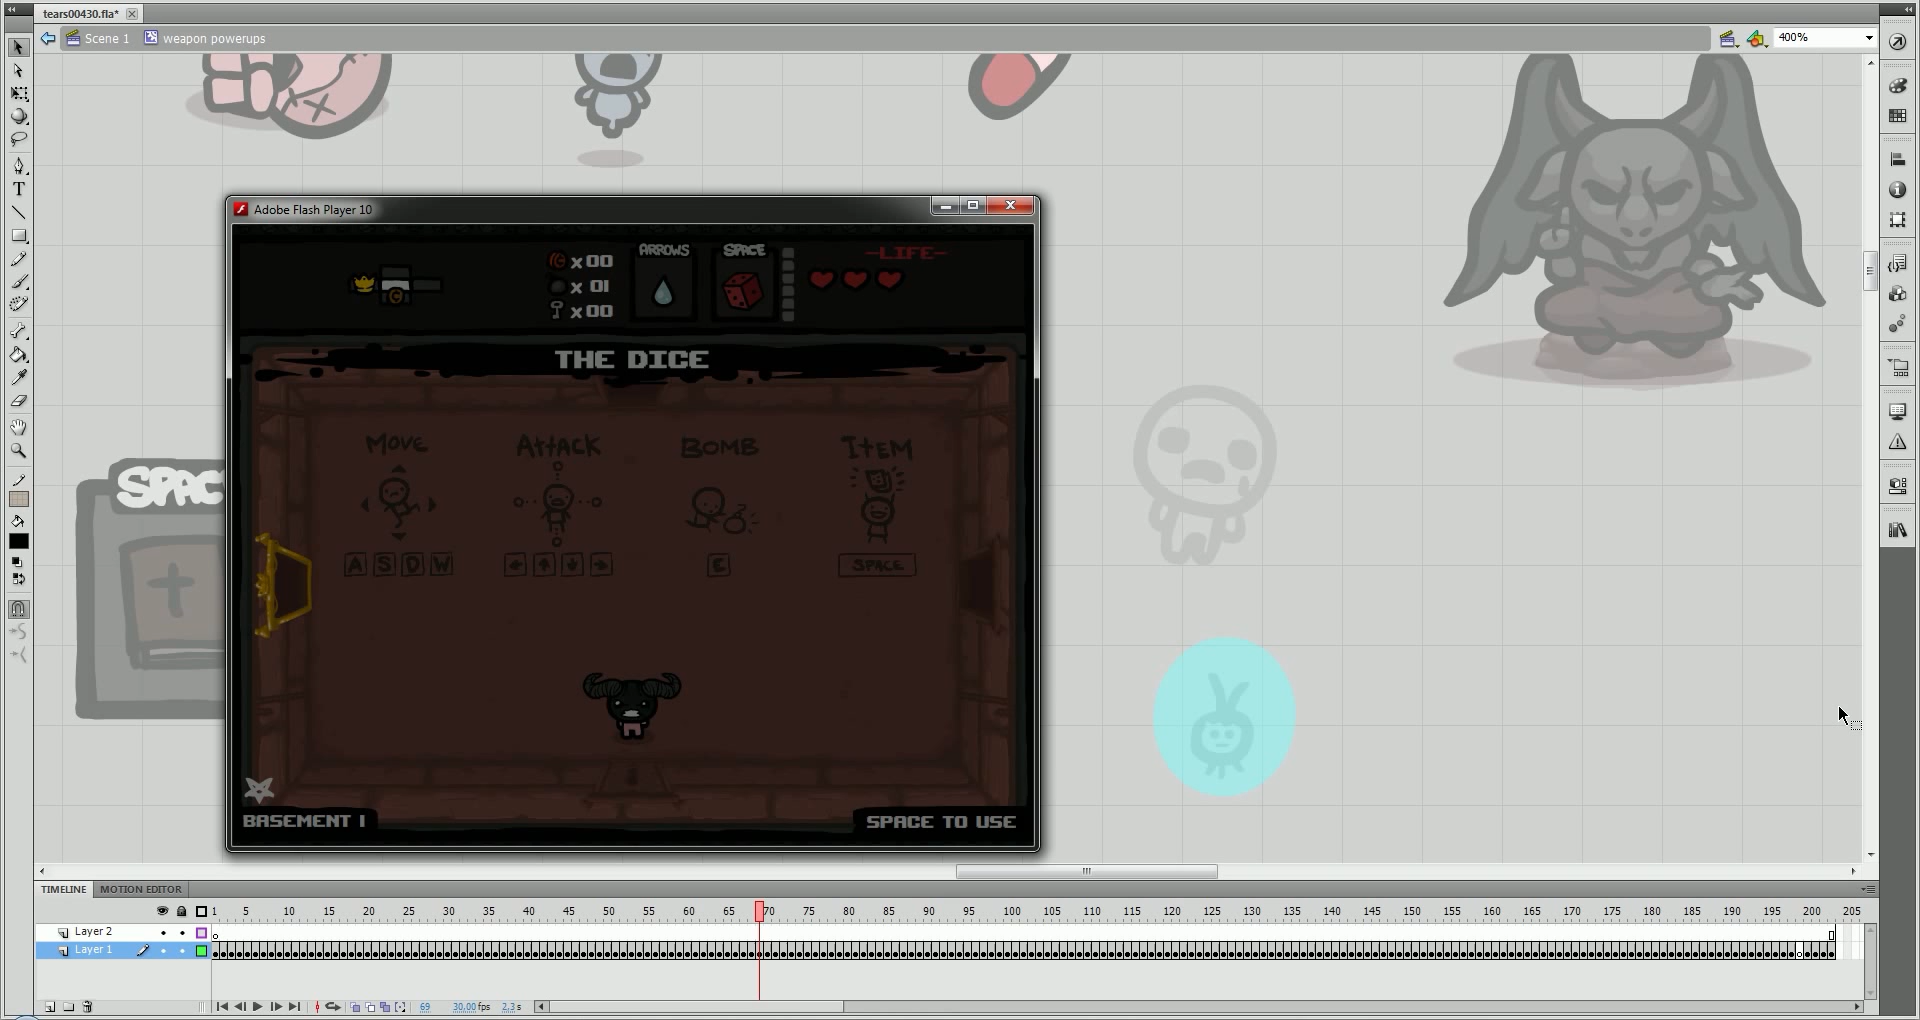 tears00430.fla*
Scene 1 weapon powerups 400%
Adobe Flash Player 10
x 00
x 01
x 00
ARROWS
SPACE
-LIFE-
THE DICE
MOVE ATTACK BOMB ITEM
A S D W
E
SPACE
SPAC
BASEMENT I
SPACE TO USE
TIMELINE MOTION EDITOR
1 5 10 15 20 25 30 35 40 45 50 55 60 65 70 75 80 85 90 95 100 105 110 115 120 125 130 135 140 145 150 155 160 165 170 175 180 185 190 195 200 205
Layer 2
Layer 1
69 30.00 fps 2.3 s